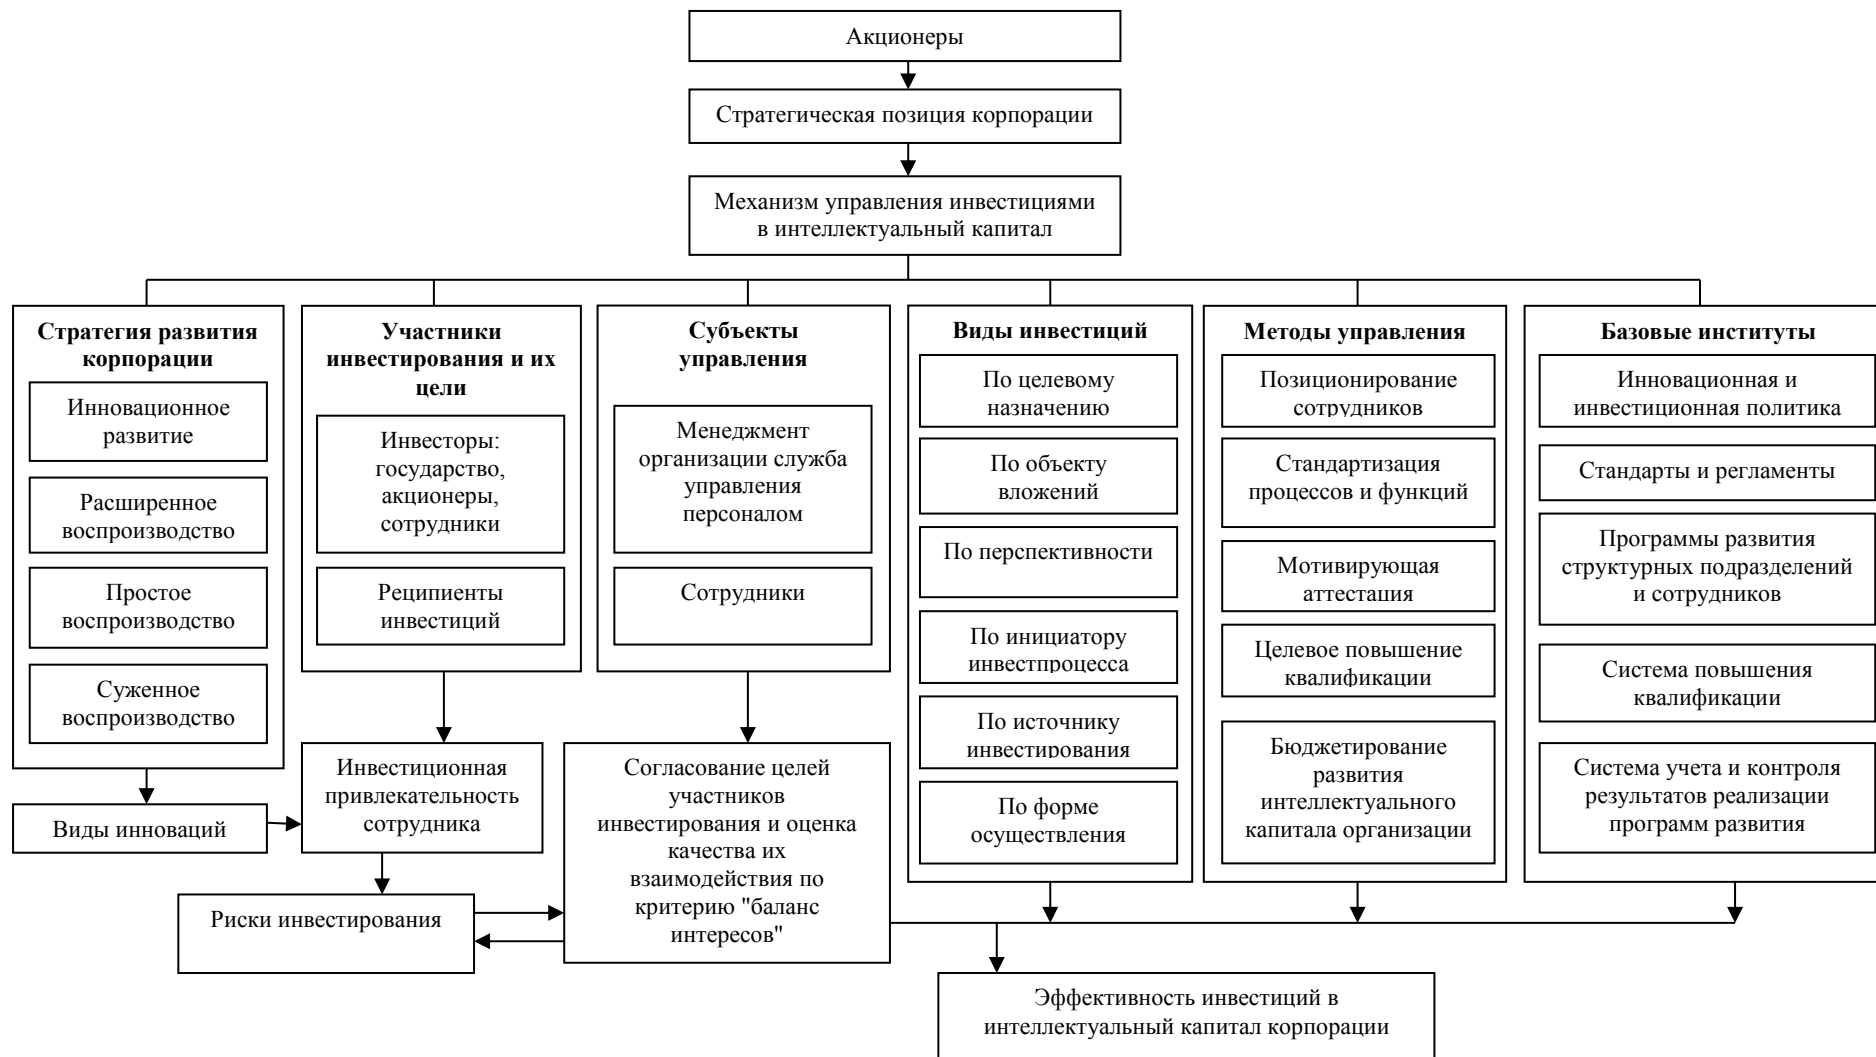 Акционеры
Стратегическая позиция корпорации
Механизм управления инвестициями
в интеллектуальный капитал
Стратегия развития
корпорации
Инновационное
развитие
Расширенное
воспроизводство
Простое
воспроизводство
Суженное
воспроизводство
Виды инноваций
Участники
инвестирования и их
цели
Инвесторы:
государство,
акционеры,
сотрудники
Реципиенты
инвестиций
Инвестиционная
привлекательность
сотрудника
Риски инвестирования
Субъекты
управления
Менеджмент
организации служба
управления
персоналом
Сотрудники
Согласование целей
участников
инвестирования и оценка
качества их
взаимодействия по
критерию "баланс
интересов"
Виды инвестиций
По целевому
назначению
По объекту
вложений
По перспективности
По инициатору
инвестпроцесса
По источнику
инвестирования
По форме
осуществления
Методы управления
Позиционирование
сотрудников
Стандартизация
процессов и функций
Мотивирующая
аттестация
Целевое повышение
квалификации
Бюджетирование
развития
интеллектуального
капитала организации
Базовые институты
Инновационная и
инвестиционная политика
Стандарты и регламенты
Программы развития
структурных подразделений
и сотрудников
Система повышения
квалификации
Система учета и контроля
результатов реализации
программ развития
Эффективность инвестиций в
интеллектуальный капитал корпорации